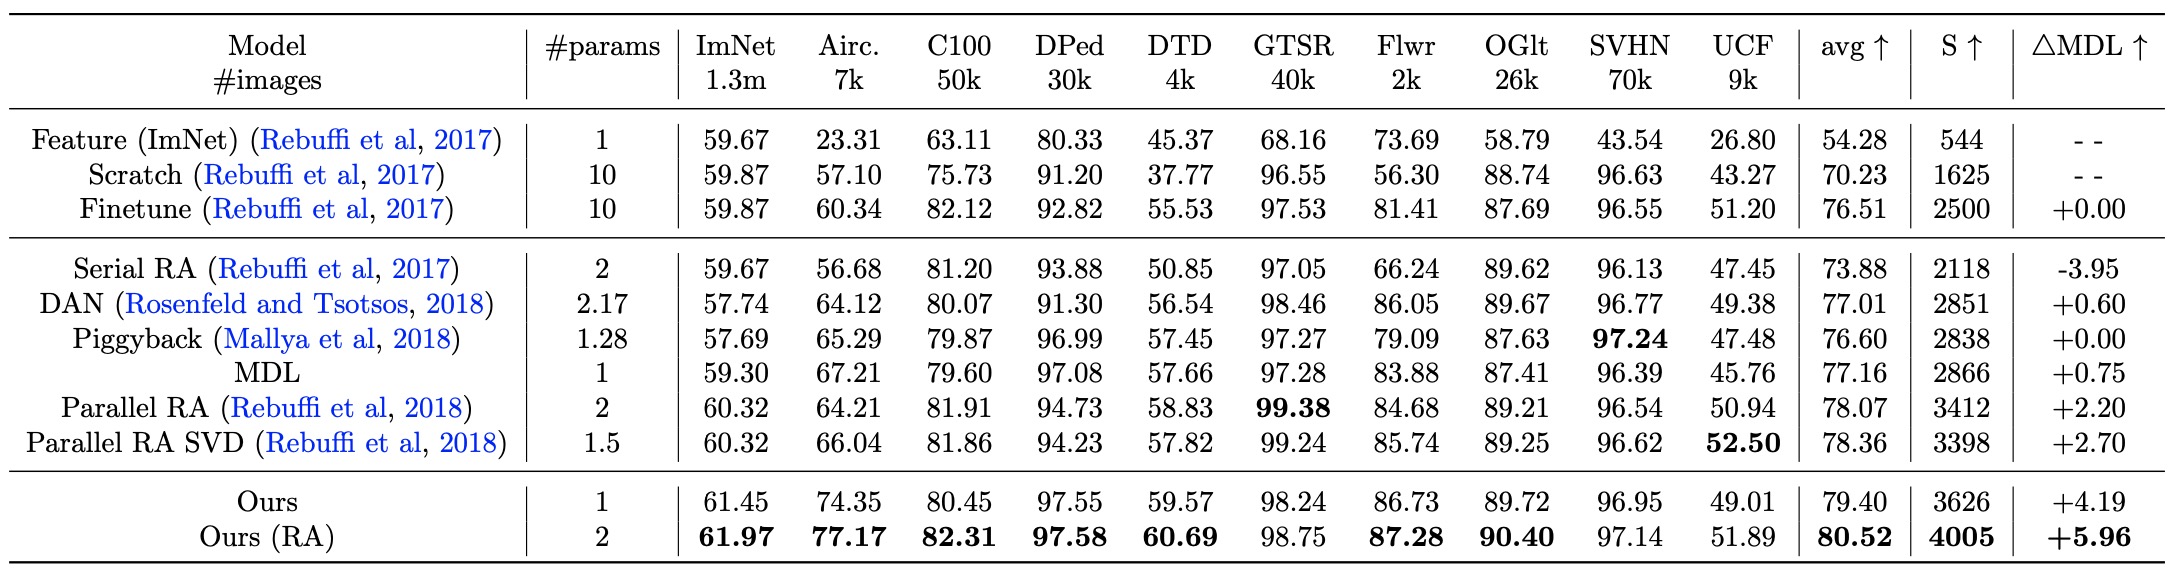 Model #params ImNet Airc. C100 DPed DTD GTSR Flwr OGlt SVHN UCF avg ↑ S ↑ △MDL ↑
#images 1.3m 7k 50k 30k 4k 40k 2k 26k 70k 9k
Feature (ImNet) (Rebuffi et al, 2017) 1 59.67 23.31 63.11 80.33 45.37 68.16 73.69 58.79 43.54 26.80 54.28 544 - -
Scratch (Rebuffi et al, 2017) 10 59.87 57.10 75.73 91.20 37.77 96.55 56.30 88.74 96.63 43.27 70.23 1625 - -
Finetune (Rebuffi et al, 2017) 10 59.87 60.34 82.12 92.82 55.53 97.53 81.41 87.69 96.55 51.20 76.51 2500 +0.00
Serial RA (Rebuffi et al, 2017) 2 59.67 56.68 81.20 93.88 50.85 97.05 66.24 89.62 96.13 47.45 73.88 2118 -3.95
DAN (Rosenfeld and Tsotsos, 2018) 2.17 57.74 64.12 80.07 91.30 56.54 98.46 86.05 89.67 96.77 49.38 77.01 2851 +0.60
Piggyback (Mallya et al, 2018) 1.28 57.69 65.29 79.87 96.99 57.45 97.27 79.09 87.63 97.24 47.48 76.60 2838 +0.00
MDL 1 59.30 67.21 79.60 97.08 57.66 97.28 83.88 87.41 96.39 45.76 77.16 2866 +0.75
Parallel RA (Rebuffi et al, 2018) 2 60.32 64.21 81.91 94.73 58.83 99.38 84.68 89.21 96.54 50.94 78.07 3412 +2.20
Parallel RA SVD (Rebuffi et al, 2018) 1.5 60.32 66.04 81.86 94.23 57.82 99.24 85.74 89.25 96.62 52.50 78.36 3398 +2.70
Ours 1 61.45 74.35 80.45 97.55 59.57 98.24 86.73 89.72 96.95 49.01 79.40 3626 +4.19
Ours (RA) 2 61.97 77.17 82.31 97.58 60.69 98.75 87.28 90.40 97.14 51.89 80.52 4005 +5.96